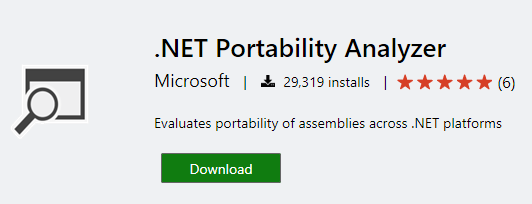 .NET Portability Analyzer
Microsoft | 29,319 installs | (6)
Evaluates portability of assemblies across .NET platforms
Download